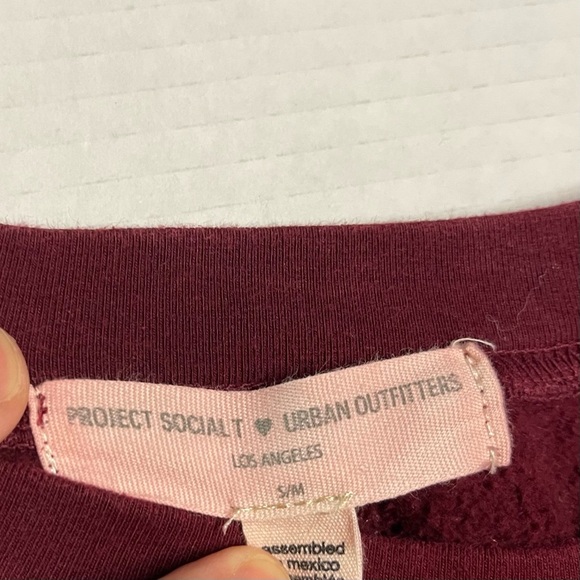 PROJECT SOCIAL T ♥ URBAN OUTFITTERS
LOS ANGELES
S/M
assembled
mexico